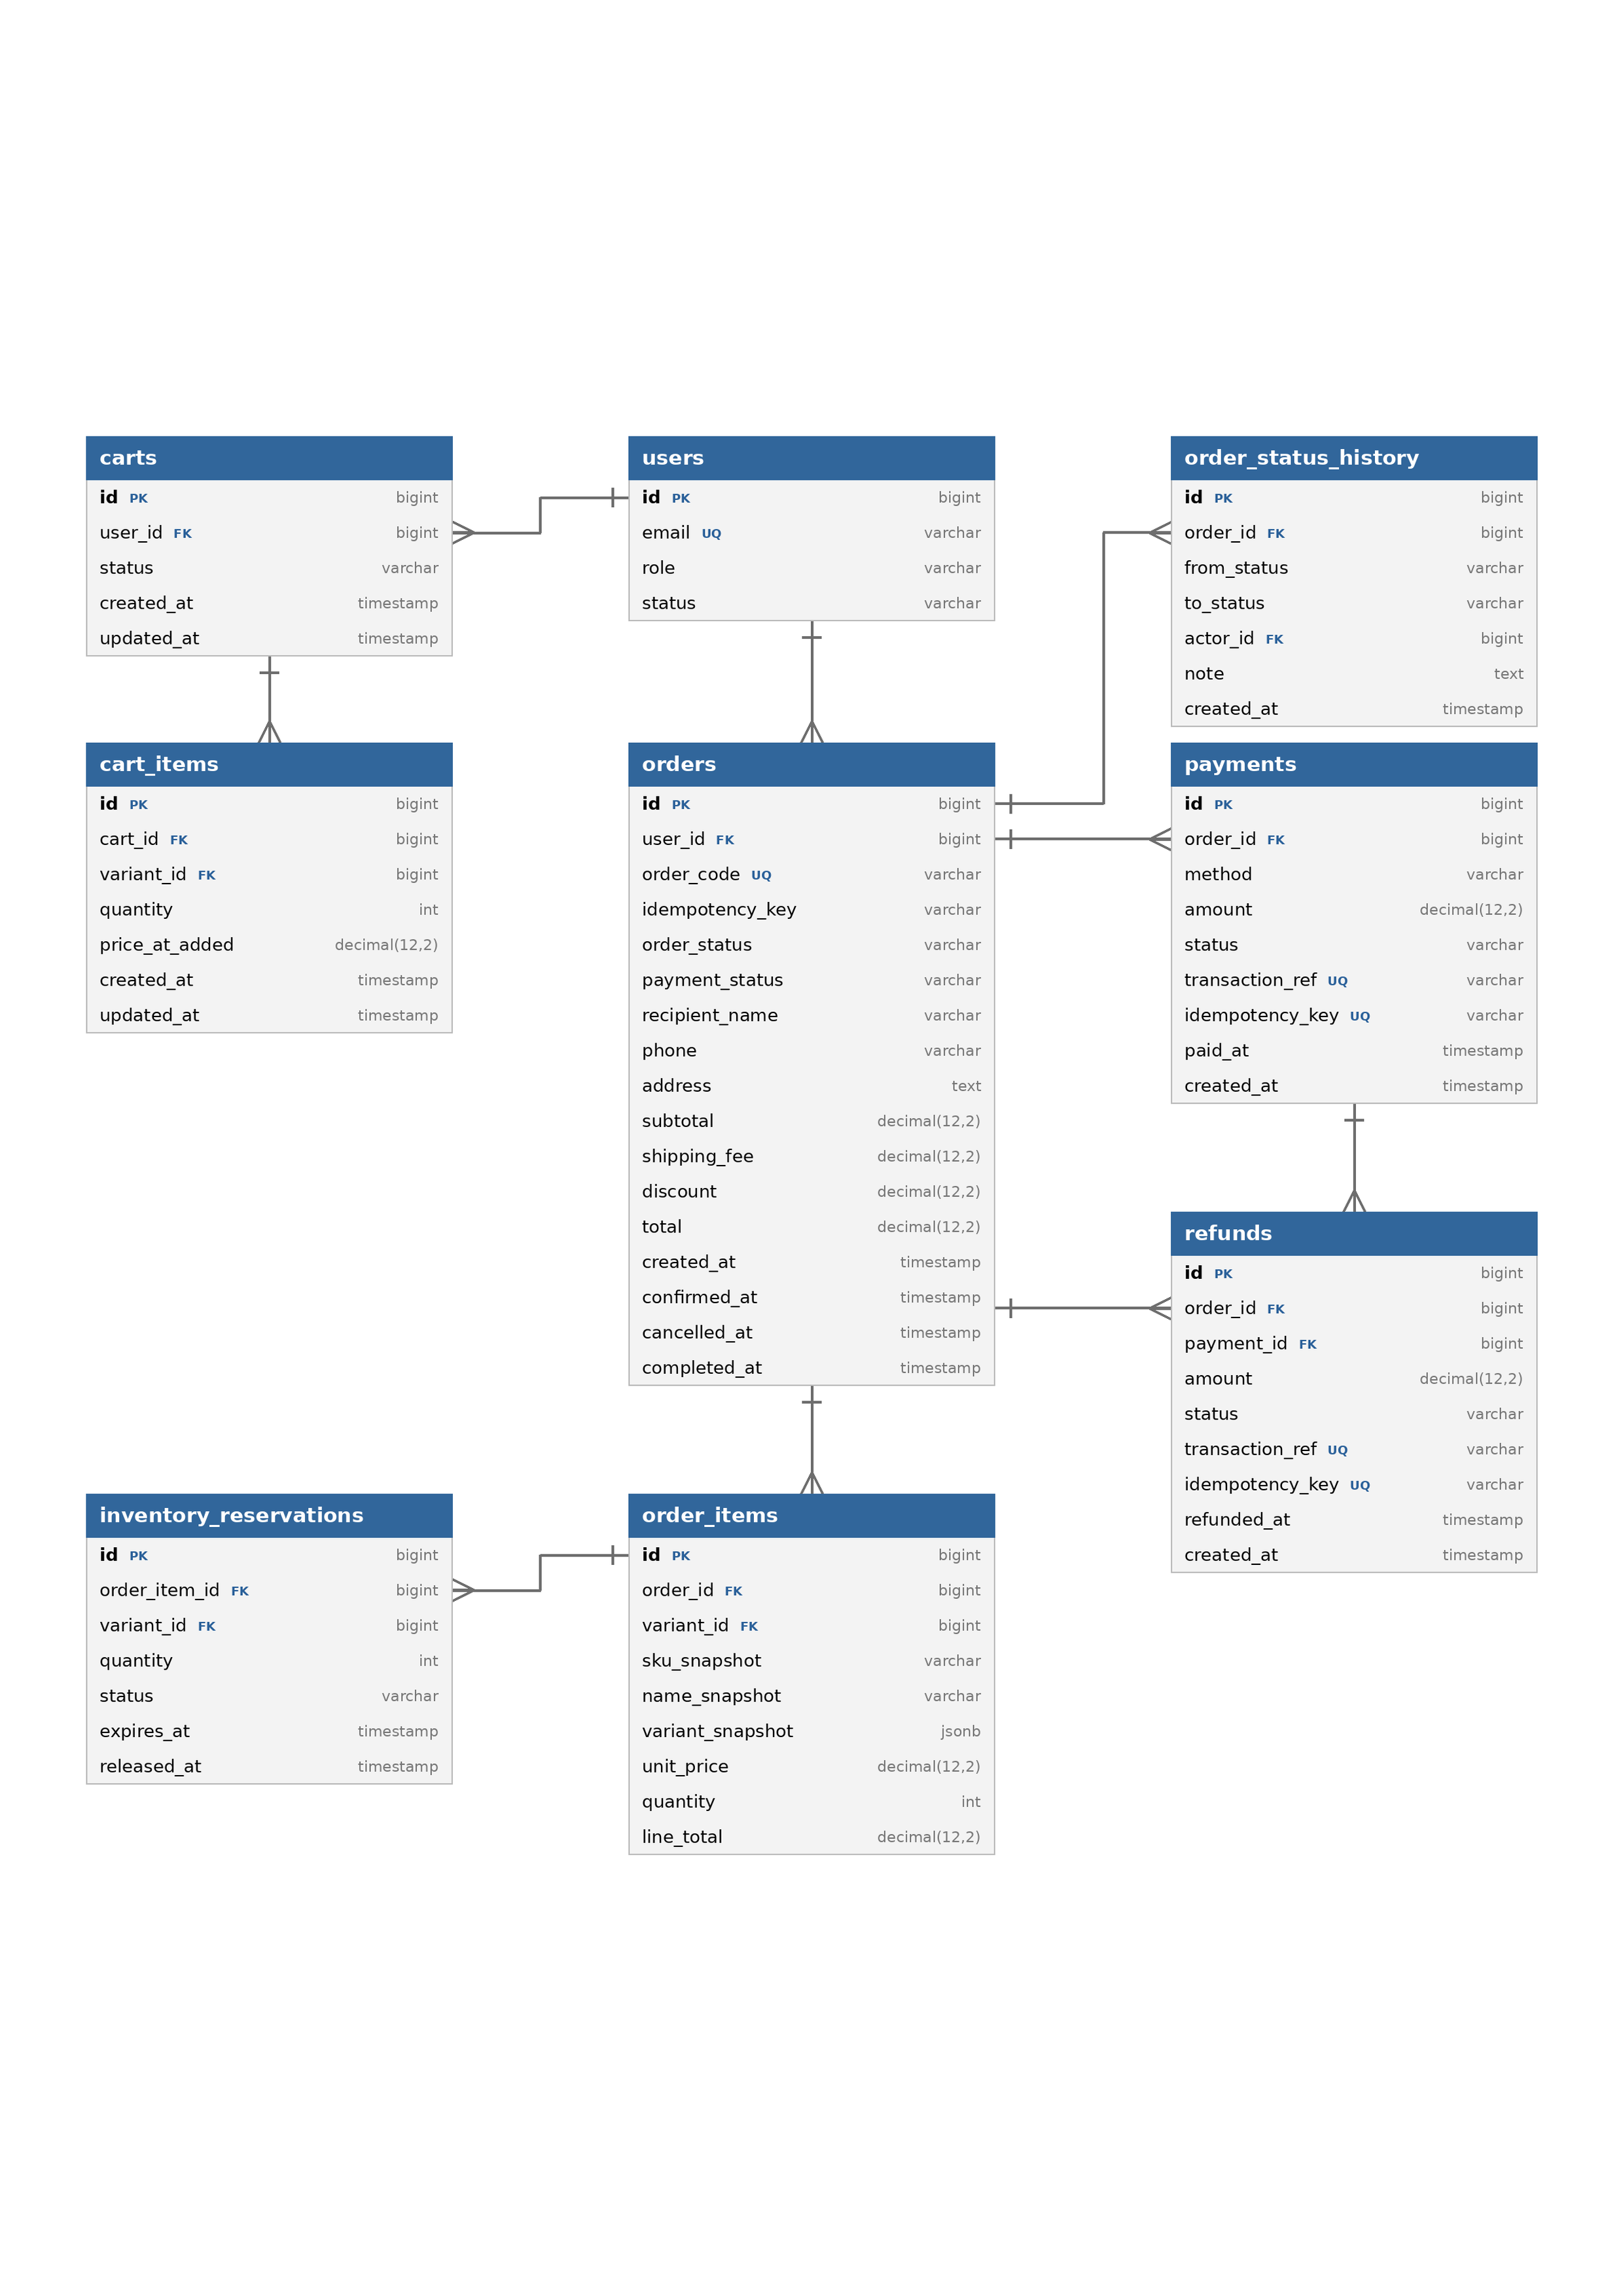 carts
id PK bigint
user_id FK bigint
status varchar
created_at timestamp
updated_at timestamp
users
id PK bigint
email UQ varchar
role varchar
status varchar
order_status_history
id PK bigint
order_id FK bigint
from_status varchar
to_status varchar
actor_id FK bigint
note text
created_at timestamp
cart_items
id PK bigint
cart_id FK bigint
variant_id FK bigint
quantity int
price_at_added decimal(12,2)
created_at timestamp
updated_at timestamp
orders
id PK bigint
user_id FK bigint
order_code UQ varchar
idempotency_key varchar
order_status varchar
payment_status varchar
recipient_name varchar
phone varchar
address text
subtotal decimal(12,2)
shipping_fee decimal(12,2)
discount decimal(12,2)
total decimal(12,2)
created_at timestamp
confirmed_at timestamp
cancelled_at timestamp
completed_at timestamp
payments
id PK bigint
order_id FK bigint
method varchar
amount decimal(12,2)
status varchar
transaction_ref UQ varchar
idempotency_key UQ varchar
paid_at timestamp
created_at timestamp
refunds
id PK bigint
order_id FK bigint
payment_id FK bigint
amount decimal(12,2)
status varchar
transaction_ref UQ varchar
idempotency_key UQ varchar
refunded_at timestamp
created_at timestamp
inventory_reservations
id PK bigint
order_item_id FK bigint
variant_id FK bigint
quantity int
status varchar
expires_at timestamp
released_at timestamp
order_items
id PK bigint
order_id FK bigint
variant_id FK bigint
sku_snapshot varchar
name_snapshot varchar
variant_snapshot jsonb
unit_price decimal(12,2)
quantity int
line_total decimal(12,2)